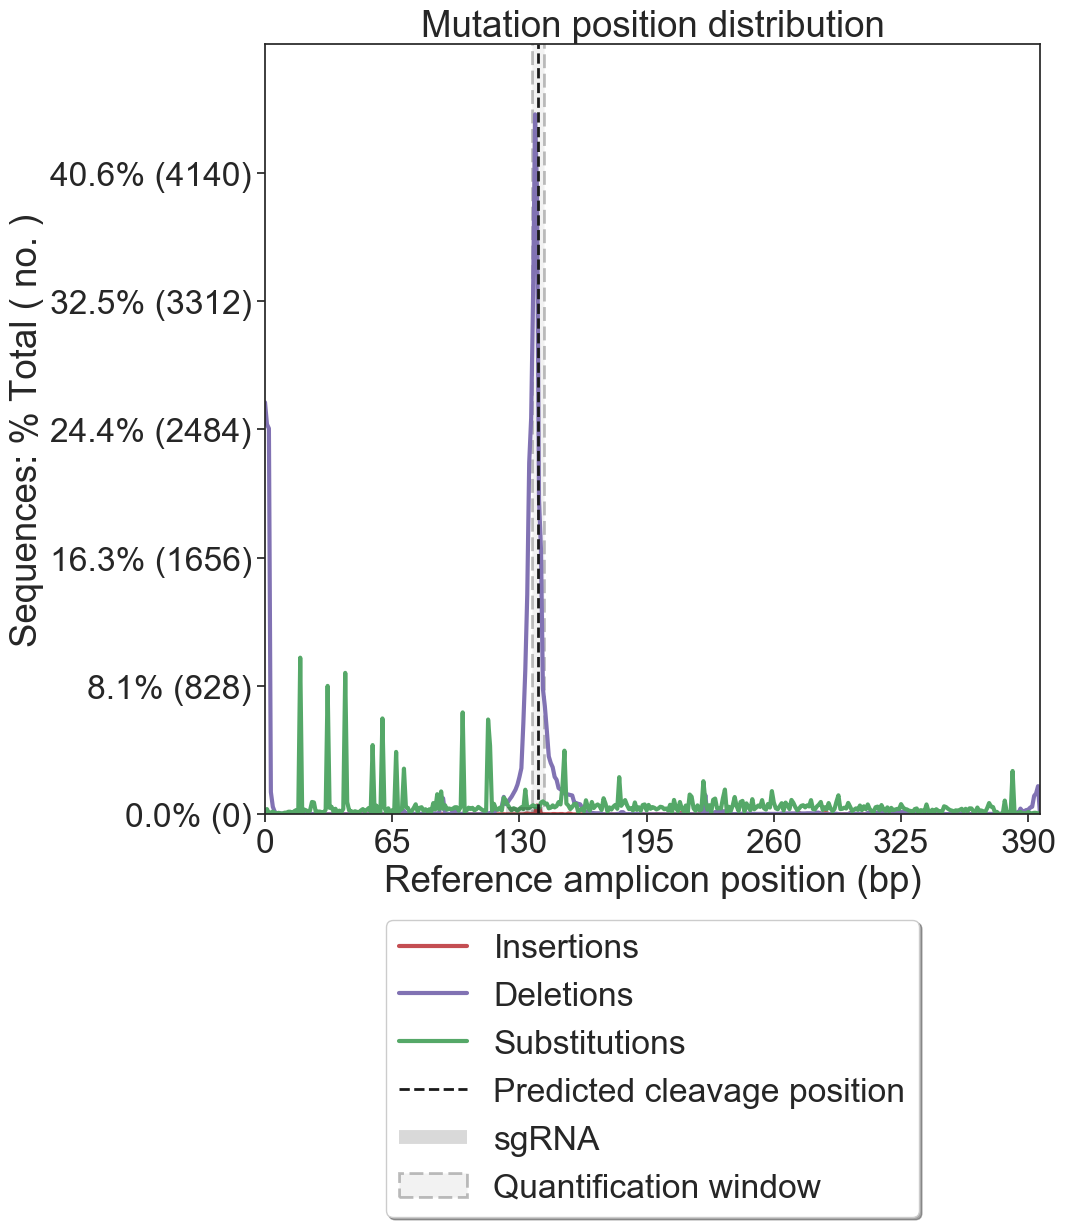 Mutation position distribution
Sequences: % Total ( no. )
40.6% (4140)
32.5% (3312)
24.4% (2484)
16.3% (1656)
8.1% (828)
0.0% (0)
0 65 130 195 260 325 390
Reference amplicon position (bp)
Insertions
Deletions
Substitutions
Predicted cleavage position
sgRNA
Quantification window